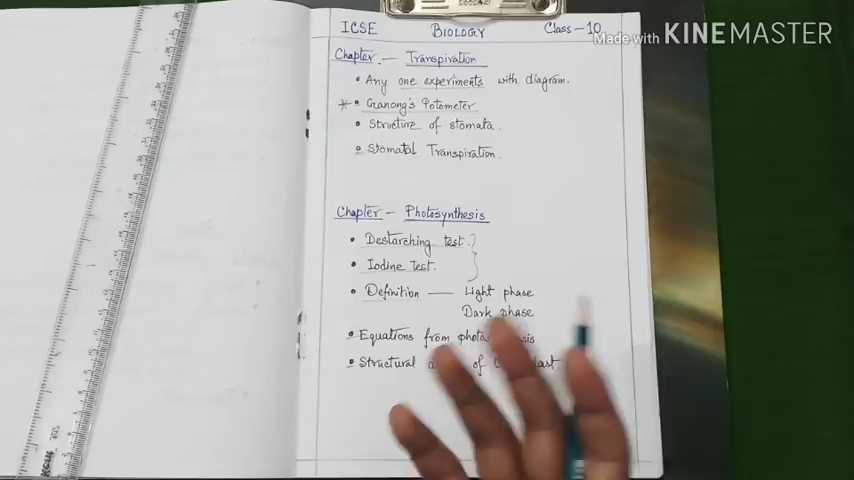 ICSE BIOLOGY Class - 10
Made with KINEMASTER
Chapter - Transpiration
• Any one experiments with diagram.
* • Ganong's Potometer
• Structure of stomata.
• Stomatal Transpiration.
Chapter - Photosynthesis
• Destarching test.
• Iodine test.
• Definition — Light phase
Dark phase
• Equations from
• Structural of